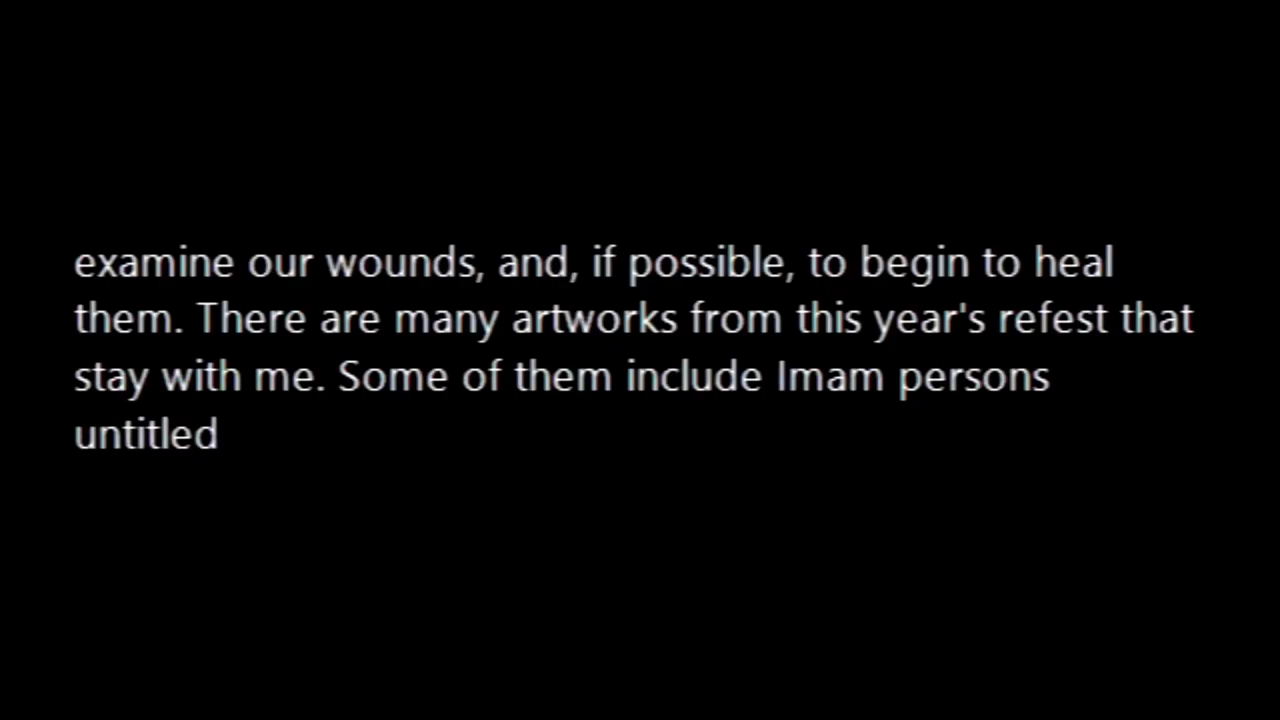 examine our wounds, and, if possible, to begin to heal
them. There are many artworks from this year's refest that
stay with me. Some of them include Imam persons
untitled